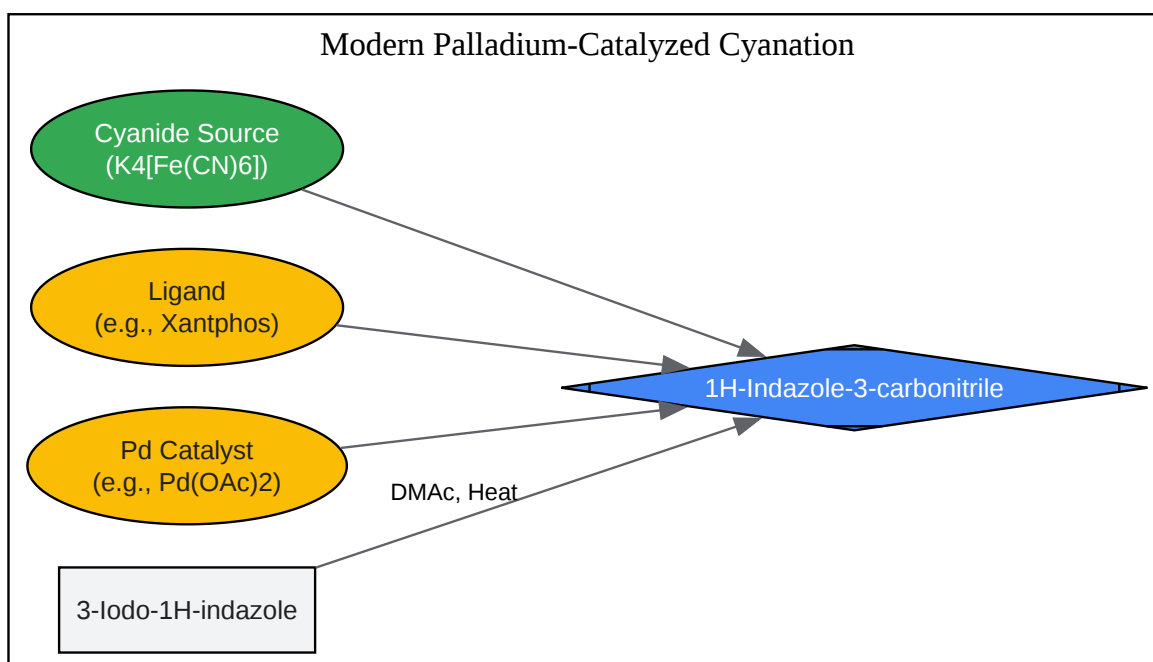 Modern Palladium-Catalyzed Cyanation
Cyanide Source
(K4[Fe(CN)6])
Ligand
(e.g., Xantphos)
1H-Indazole-3-carbonitrile
Pd Catalyst
(e.g., Pd(OAc)2)
DMAc, Heat
3-Iodo-1H-indazole